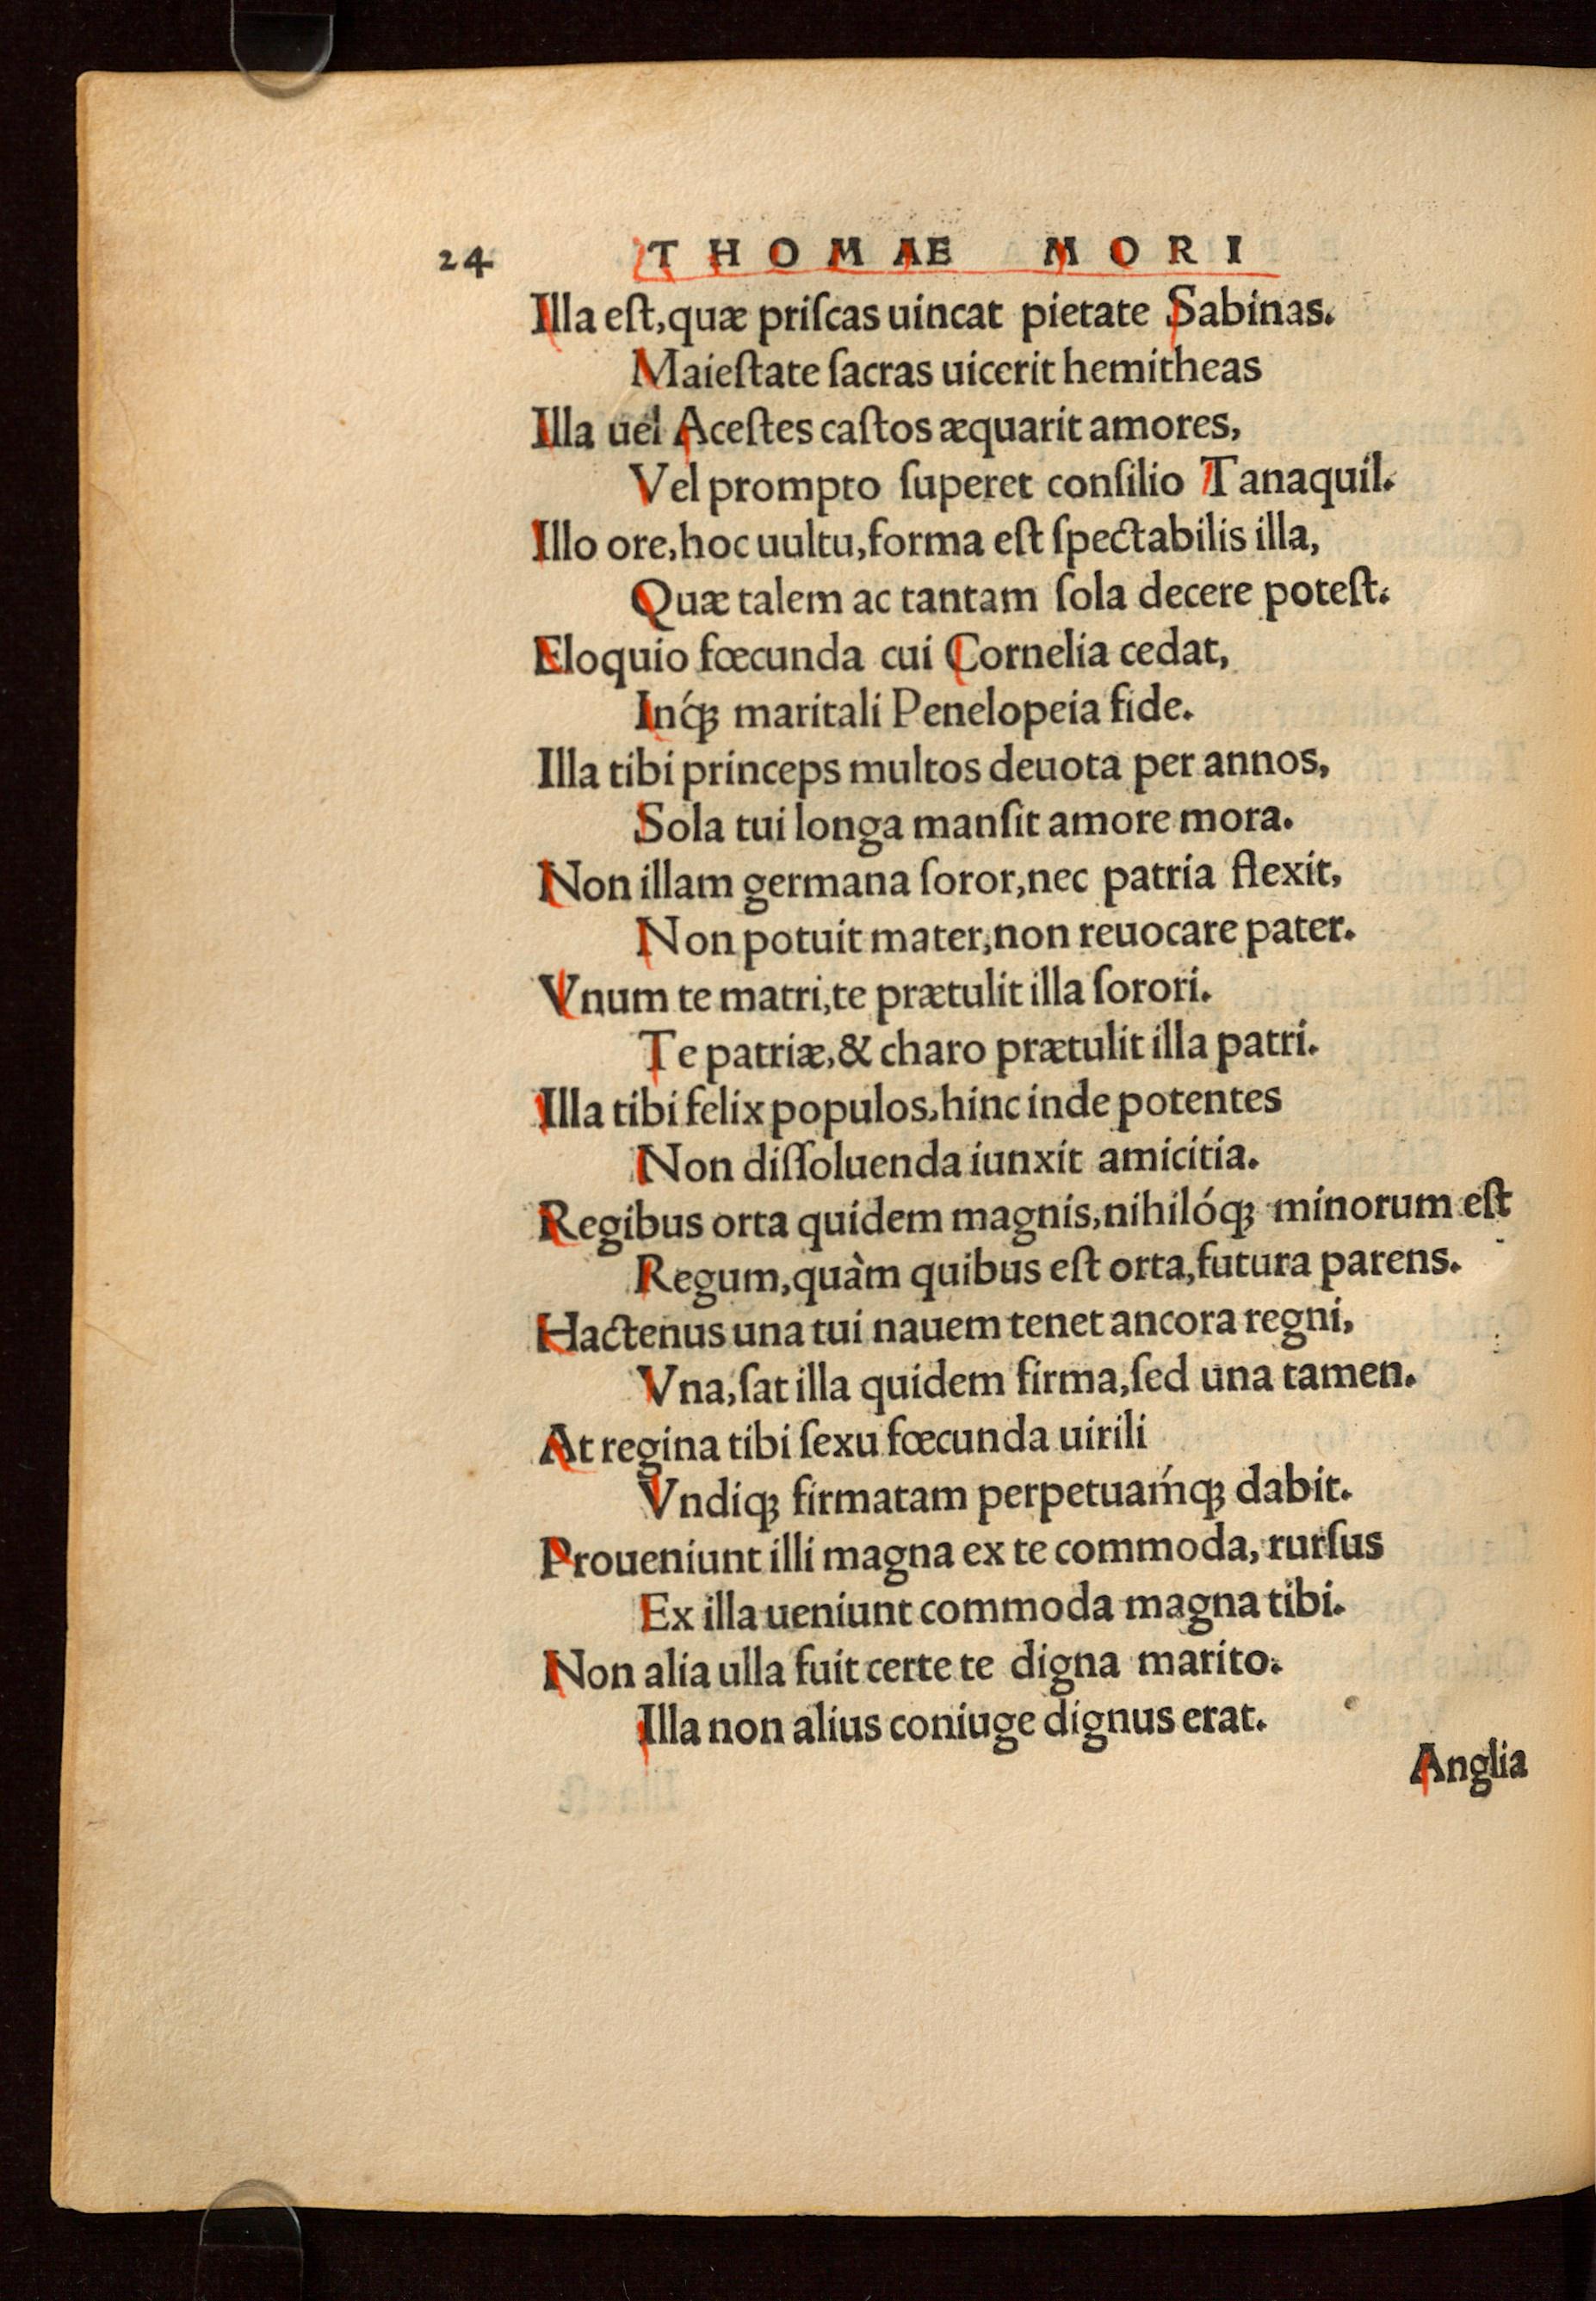 24 THOMAE MORI
Illa eſt, quæ priſcas uincat pietate Sabinas.
Maieſtate ſacras uicerit hemitheas
Illa uel Aceſtes caſtos æquarit amores,
Vel prompto ſuperet conſilio Tanaquil.
Illo ore, hoc uultu, forma eſt ſpectabilis illa,
Quæ talem ac tantam ſola decere poteſt.
Eloquio fœcunda cui Cornelia cedat,
Inq́ꝫ maritali Penelopeia fide.
Illa tibi princeps multos deuota per annos,
Sola tui longa manſit amore mora.
Non illam germana ſoror, nec patria flexit,
Non potuit mater, non reuocare pater.
Vnum te matri, te prætulit illa ſorori.
Te patriæ, & charo prætulit illa patri.
Illa tibi felix populos, hinc inde potentes
Non diſſoluenda iunxit amicitia.
Regibus orta quidem magnis, nihilóqꝫ minorum eſt
Regum, quàm quibus eſt orta, futura parens.
Hactenus una tui nauem tenet ancora regni,
Vna, ſat illa quidem firma, ſed una tamen.
At regina tibi ſexu fœcunda uirili
Vndiqꝫ firmatam perpetuaḿqꝫ dabit.
Proueniunt illi magna ex te commoda, rurſus
Ex illa ueniunt commoda magna tibi.
Non alia ulla fuit certe te digna marito.
Illa non alius coniuge dignus erat.
Anglia